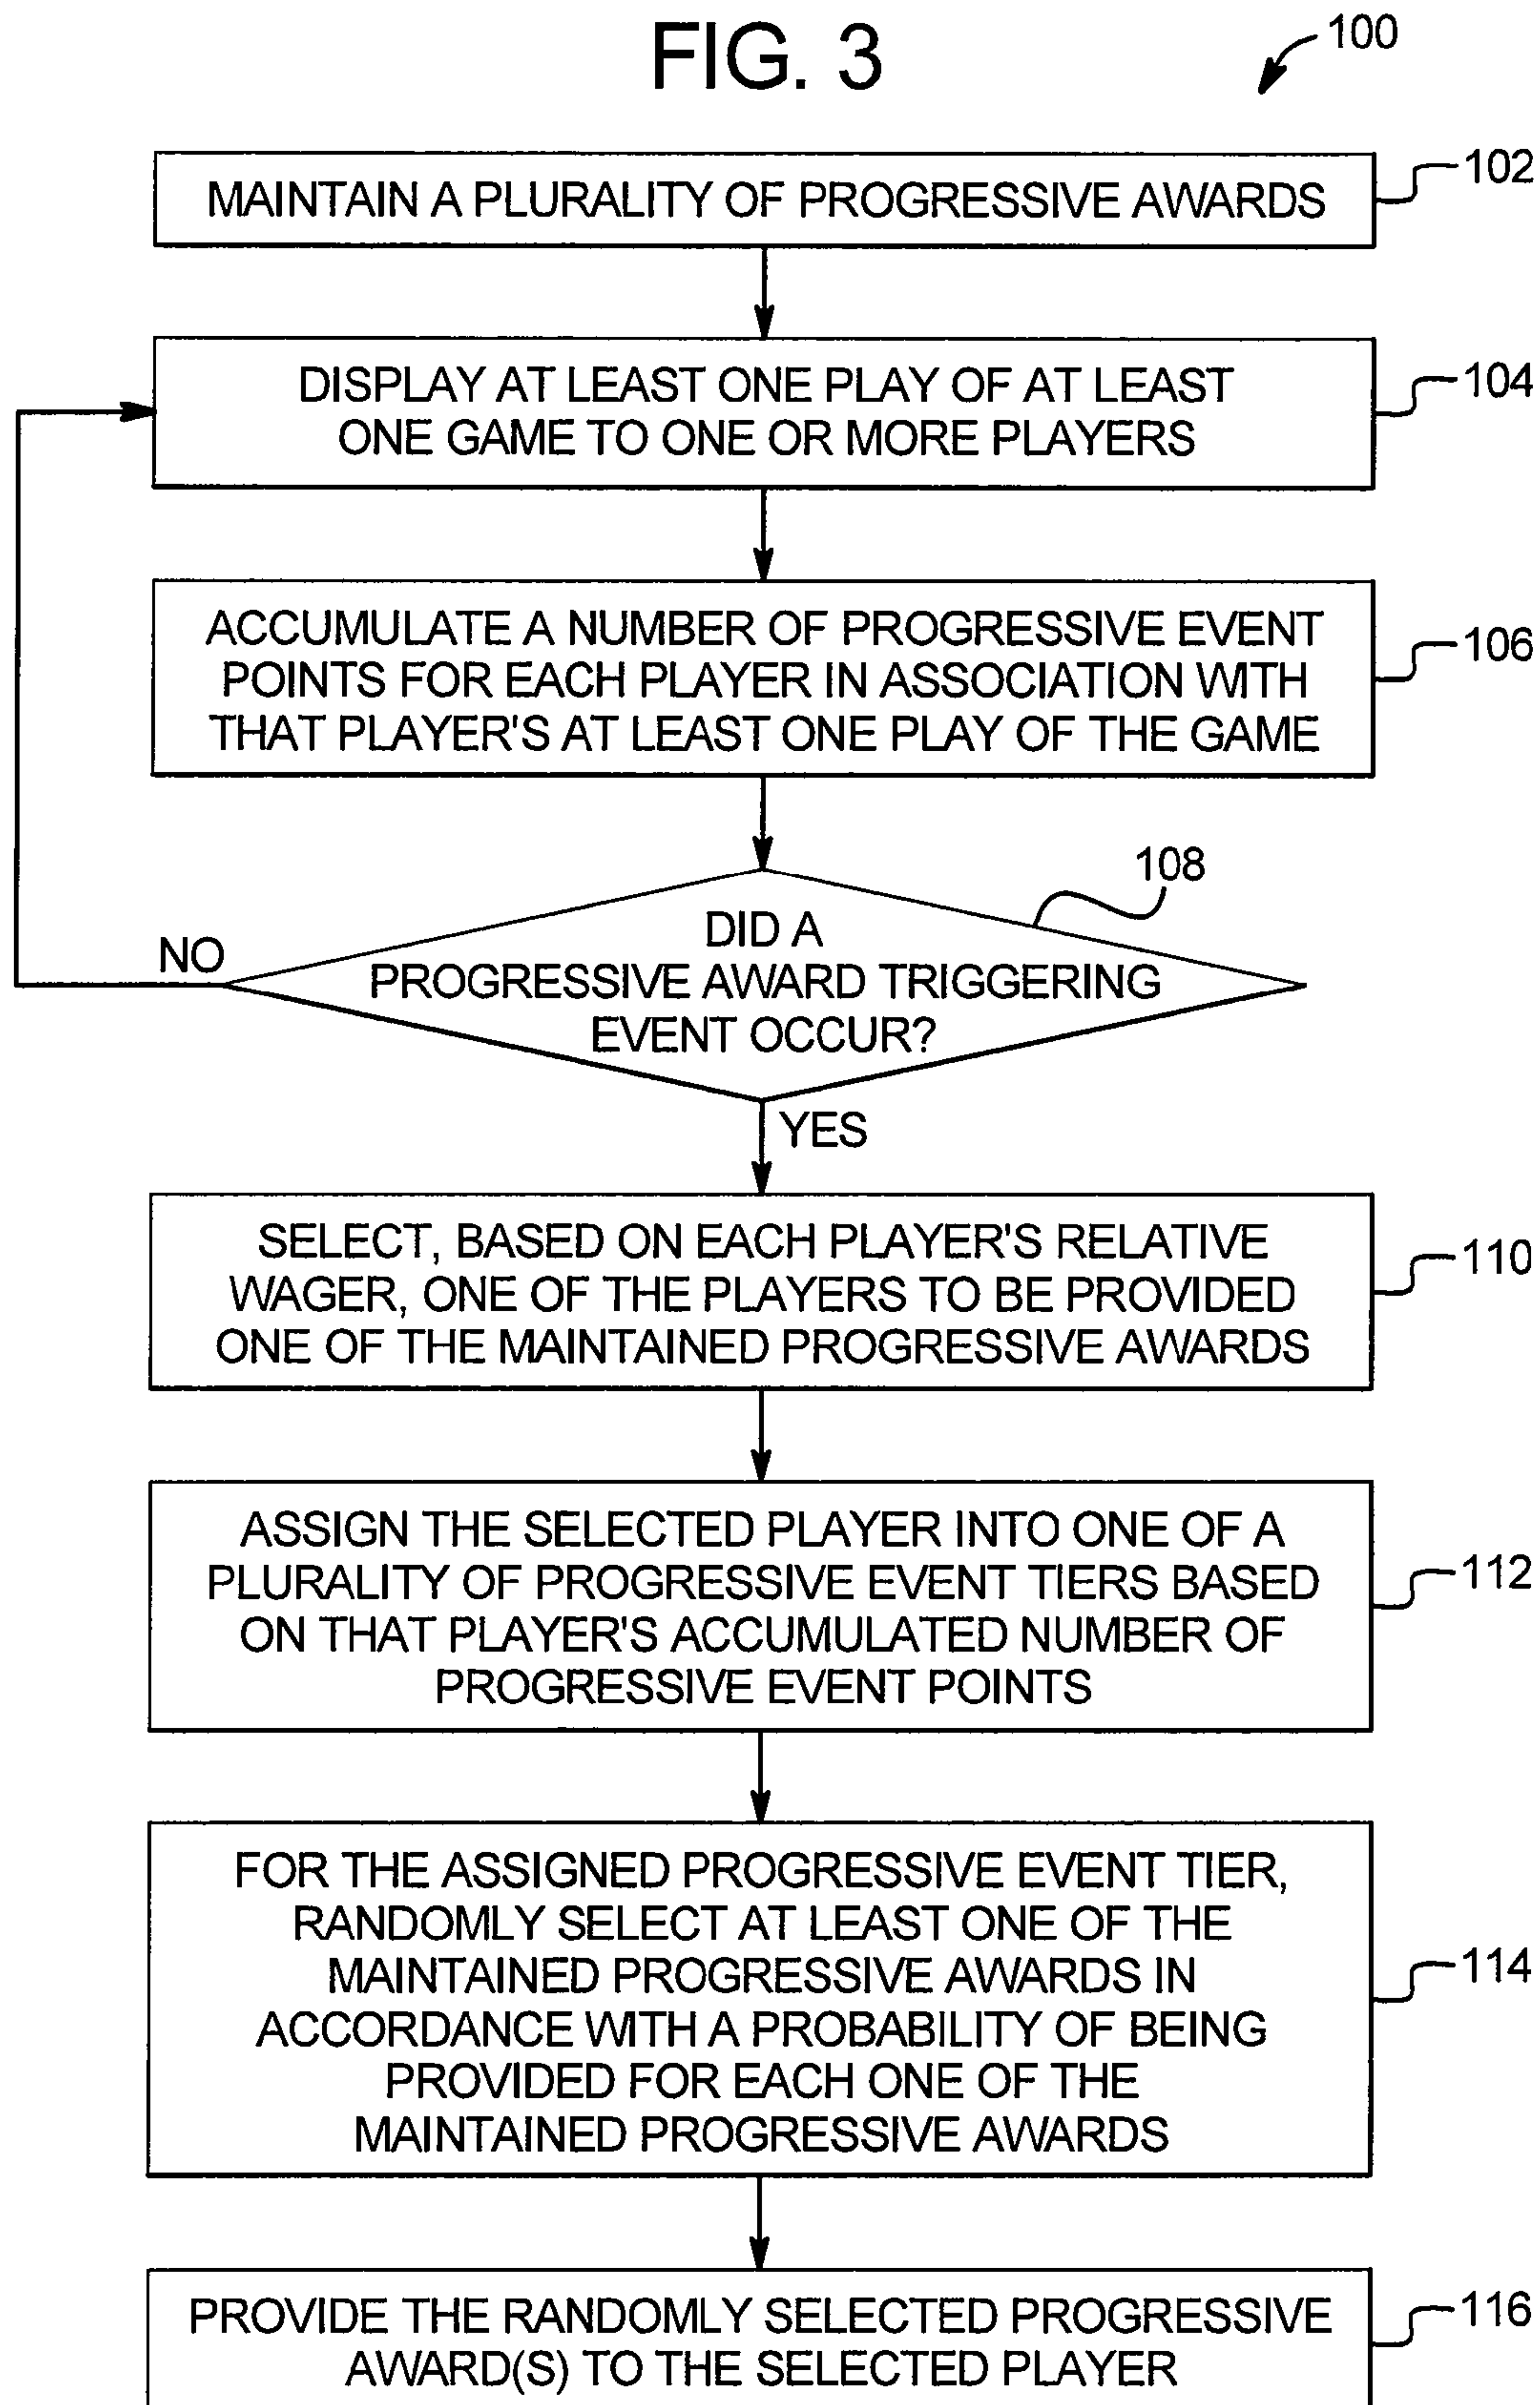 FIG. 3
100
MAINTAIN A PLURALITY OF PROGRESSIVE AWARDS
102
DISPLAY AT LEAST ONE PLAY OF AT LEAST
ONE GAME TO ONE OR MORE PLAYERS
104
ACCUMULATE A NUMBER OF PROGRESSIVE EVENT
POINTS FOR EACH PLAYER IN ASSOCIATION WITH
THAT PLAYER'S AT LEAST ONE PLAY OF THE GAME
106
108
DID A
PROGRESSIVE AWARD TRIGGERING
EVENT OCCUR?
NO
YES
SELECT, BASED ON EACH PLAYER'S RELATIVE
WAGER, ONE OF THE PLAYERS TO BE PROVIDED
ONE OF THE MAINTAINED PROGRESSIVE AWARDS
110
ASSIGN THE SELECTED PLAYER INTO ONE OF A
PLURALITY OF PROGRESSIVE EVENT TIERS BASED
ON THAT PLAYER'S ACCUMULATED NUMBER OF
PROGRESSIVE EVENT POINTS
112
FOR THE ASSIGNED PROGRESSIVE EVENT TIER,
RANDOMLY SELECT AT LEAST ONE OF THE
MAINTAINED PROGRESSIVE AWARDS IN
ACCORDANCE WITH A PROBABILITY OF BEING
PROVIDED FOR EACH ONE OF THE
MAINTAINED PROGRESSIVE AWARDS
114
PROVIDE THE RANDOMLY SELECTED PROGRESSIVE
AWARD(S) TO THE SELECTED PLAYER
116